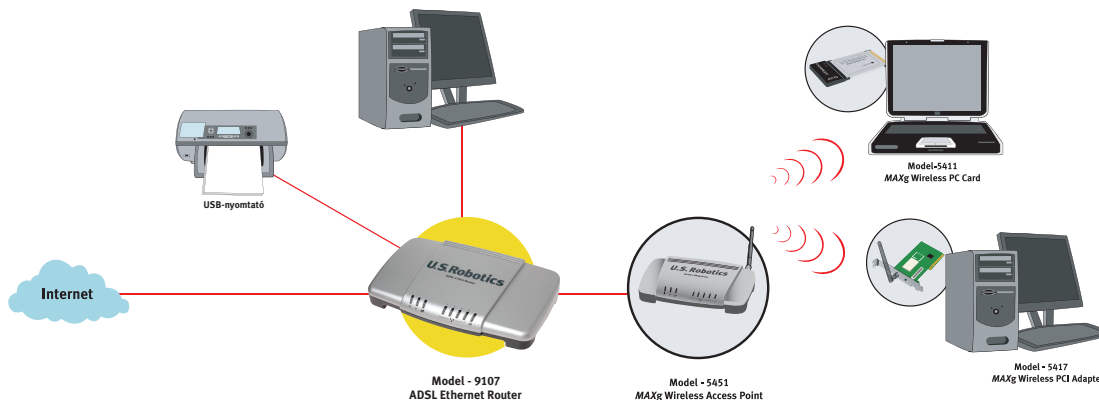 USB-nyomtató
Internet
U.S.Robotics
Model - 9107
ADSL Ethernet Router
U.S.Robotics
Model - 5451
MAXg Wireless Access Point
Model-5411
MAXg Wireless PC Card
Model - 5417
MAXg Wireless PCI Adapte